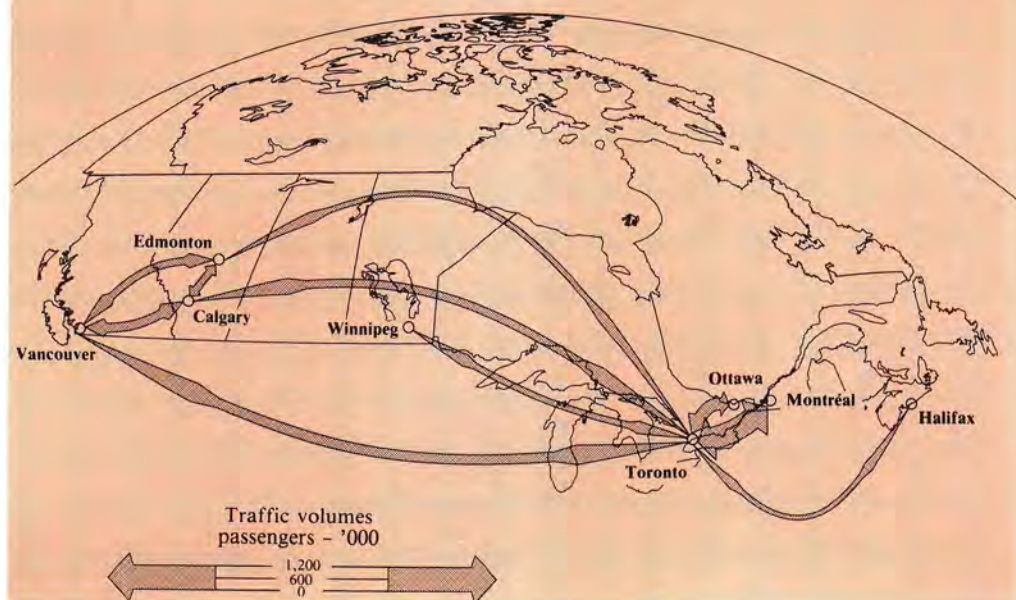 Edmonton
Calgary
Winnipeg
Vancouver
Ottawa
Montréal
Halifax
Toronto
Traffic volumes
passengers – '000
1,200
600
0